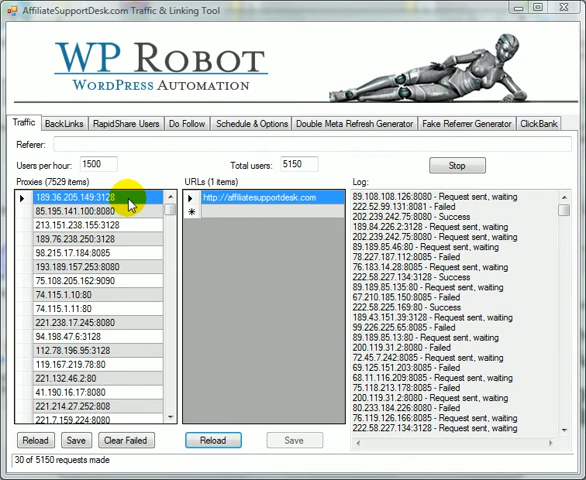 AffiliateSupportDesk.com Traffic & Linking Tool
WP ROBOT
WORDPRESS AUTOMATION
Traffic BackLinks RapidShare Users Do Follow Schedule & Options Double Meta Refresh Generator Fake Referrer Generator ClickBank
Referer:
Users per hour: 1500 Total users: 5150 Stop
Proxies (7529 items) URLs (1 items) Log:
189.36.205.149:3128
85.195.141.100:8080
213.151.238.155:3128
189.76.238.250:3128
98.215.17.184:8085
193.189.157.253:8080
75.108.205.162:9090
74.115.1.10:80
74.115.1.11:80
221.238.17.245:8080
94.198.47.6:3128
112.78.196.95:3128
119.167.219.78:80
221.132.46.2:80
41.190.16.17:8080
221.214.27.252:808
221.7.159.224:8080
http://affiliatesupportdesk.com
89.108.108.126:8080 - Request sent, waiting
222.52.99.131:8081 - Failed
202.239.242.75:8080 - Success
189.84.226.2:3128 - Request sent, waiting
202.239.242.75:8080 - Request sent, waiting
89.189.85.46:80 - Request sent, waiting
78.227.187.112:8085 - Request sent, waiting
76.183.14.28:8085 - Request sent, waiting
222.58.227.134:3128 - Success
89.189.85.10:8085 - Failed
67.210.185.150:8085 - Failed
222.58.225.169:80 - Failed
189.43.151.39:3128 - Request sent, waiting
99.226.225.65:8085 - Failed
89.189.85.13:80 - Request sent, waiting
200.119.31.2:8080 - Failed
72.45.7.242:8085 - Request sent, waiting
69.125.151.203:8085 - Failed
68.11.116.209:8085 - Request sent, waiting
75.118.213.178:8085 - Failed
200.119.31.2:8080 - Request sent, waiting
80.233.184.226:8080 - Failed
76.119.126.166:8085 - Request sent, waiting
222.58.227.134:3128 - Request sent, waiting
Reload Save Clear Failed Reload Save
30 of 5150 requests made